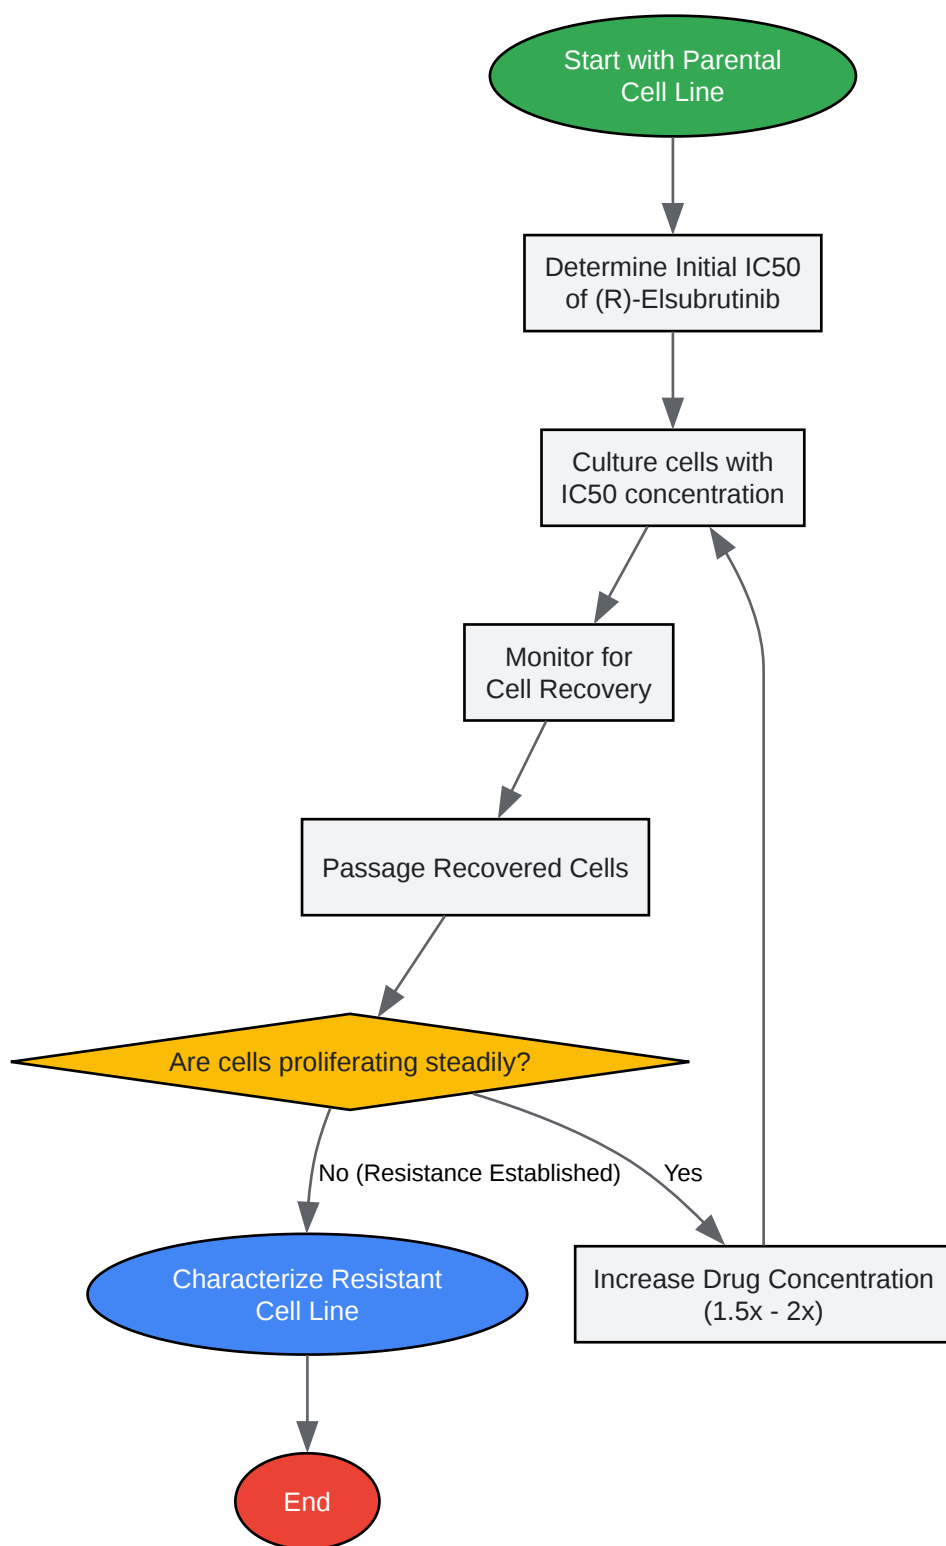 Start with Parental
Cell Line
Determine Initial IC50
of (R)-Elsubrutinib
Culture cells with
IC50 concentration
Monitor for
Cell Recovery
Passage Recovered Cells
Are cells proliferating steadily?
No (Resistance Established)
Yes
Characterize Resistant
Cell Line
Increase Drug Concentration
(1.5x - 2x)
End